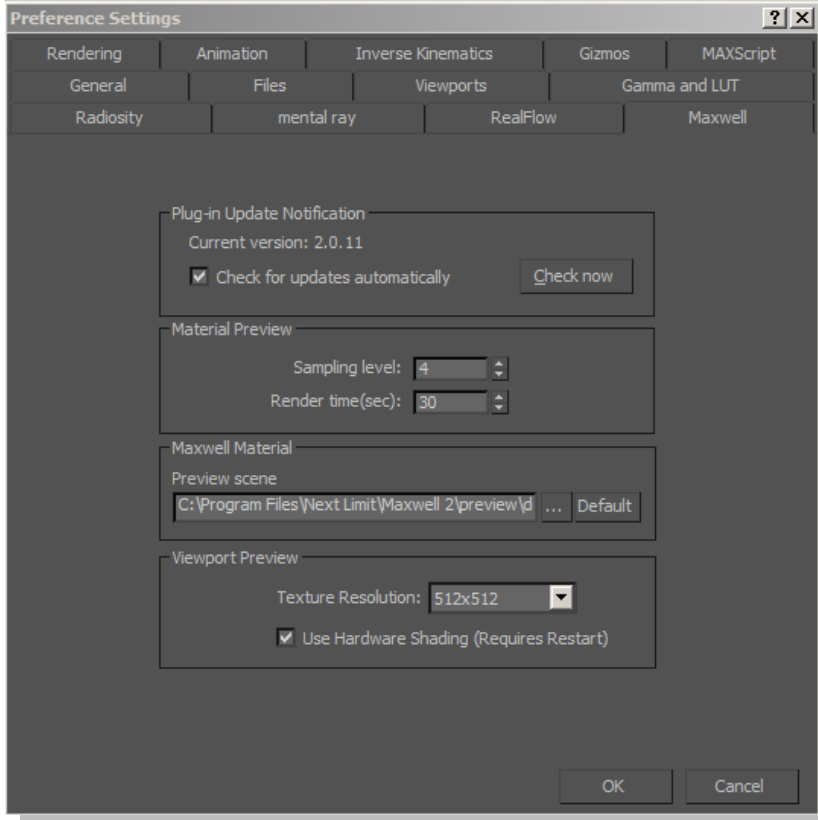 Preference Settings ? X
Rendering Animation Inverse Kinematics Gizmos MAXScript
General Files Viewports Gamma and LUT
Radiosity mental ray RealFlow Maxwell
Plug-in Update Notification
Current version: 2.0.11
Check for updates automatically Check now
Material Preview
Sampling level: 4
Render time(sec): 30
Maxwell Material
Preview scene
C:\Program Files\Next Limit\Maxwell 2\preview\d ... Default
Viewport Preview
Texture Resolution: 512x512
Use Hardware Shading (Requires Restart)
OK Cancel